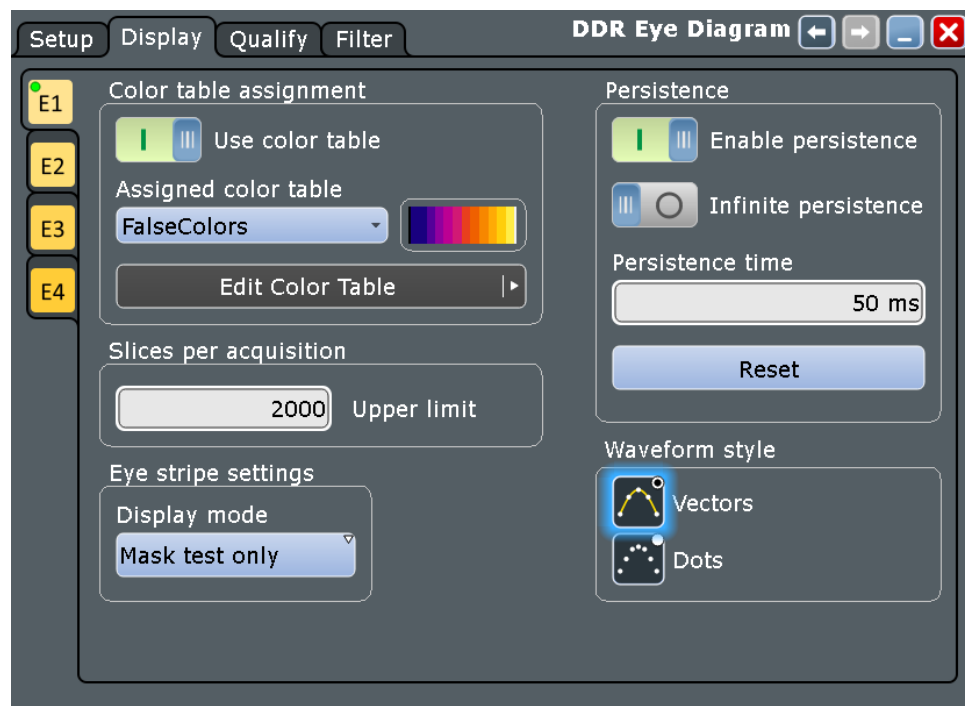 Setup Display Qualify Filter DDR Eye Diagram
E1
E2
E3
E4
Color table assignment
Use color table
Assigned color table
FalseColors
Edit Color Table
Slices per acquisition
2000 Upper limit
Eye stripe settings
Display mode
Mask test only
Persistence
Enable persistence
Infinite persistence
Persistence time
50 ms
Reset
Waveform style
Vectors
Dots